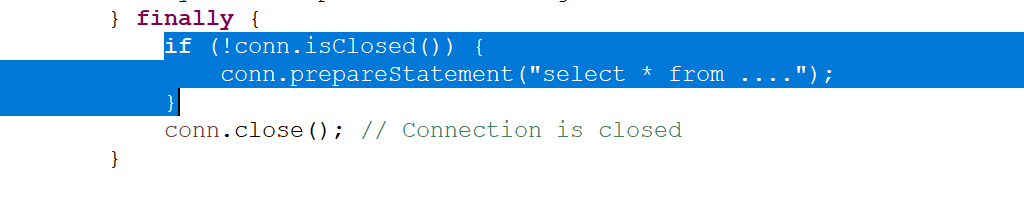 } finally {
if (!conn.isClosed()) {
conn.prepareStatement("select * from ....");
}
conn.close(); // Connection is closed
}